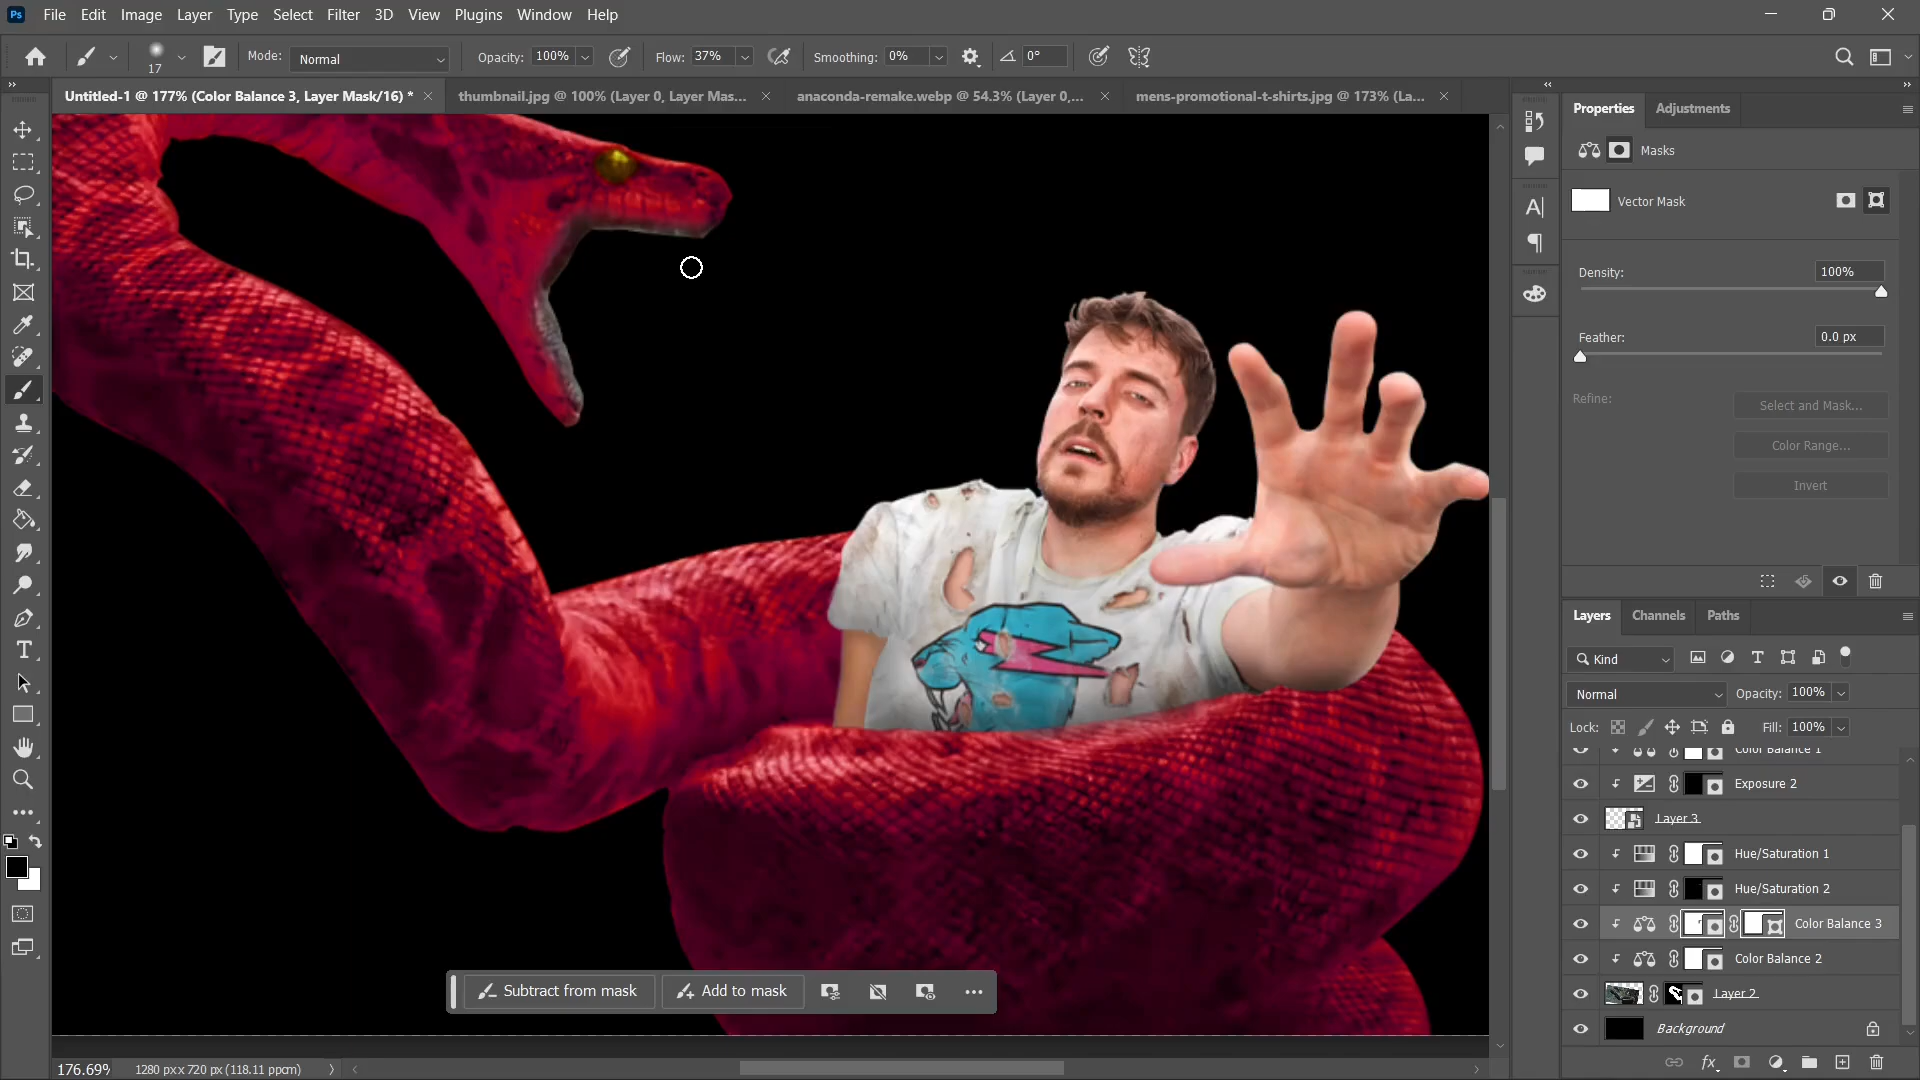 Ps File Edit Image Layer Type Select Filter 3D View Plugins Window Help
17 Mode: Normal Opacity: 100% Flow: 37% Smoothing: 0% 0°
Untitled-1 @ 177% (Color Balance 3, Layer Mask/16) * thumbnail.jpg @ 100% (Layer 0, Layer Mas... anaconda-remake.webp @ 54.3% (Layer 0,... mens-promotional-t-shirts.jpg @ 173% (La...
Properties Adjustments
Masks
Vector Mask
Density: 100%
Feather: 0.0 px
Refine: Select and Mask...
Color Range...
Invert
Layers Channels Paths
Kind
Normal Opacity: 100%
Lock: Fill: 100%
Color Balance 1
Exposure 2
Layer 3
Hue/Saturation 1
Hue/Saturation 2
Color Balance 3
Color Balance 2
Layer 2
Background
Subtract from mask Add to mask
176.69% 1280 px x 720 px (118.11 ppcm)
fx